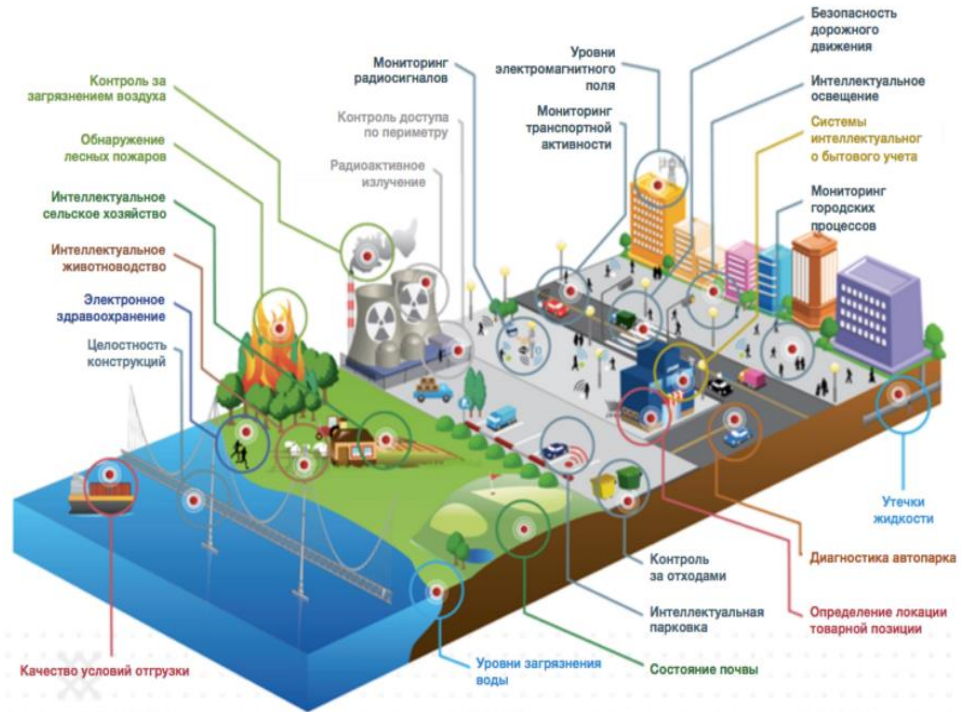 Безопасность
дорожного
движения
Уровни
электромагнитного
поля
Мониторинг
радиосигналов
Контроль за
загрязнением воздуха
Интеллектуальное
освещение
Контроль доступа
по периметру
Мониторинг
транспортной
активности
Системы
интеллектуальног
о бытового учета
Обнаружение
лесных пожаров
Радиоактивное
излучение
Интеллектуальное
сельское хозяйство
Мониторинг
городских
процессов
Интеллектуальное
животноводство
Электронное
здравоохранение
Целостность
конструкций
Утечки
жидкости
Контроль
за отходами
Диагностика автопарка
Интеллектуальная
парковка
Определение локации
товарной позиции
Качество условий отгрузки
Уровни загрязнения
воды
Состояние почвы